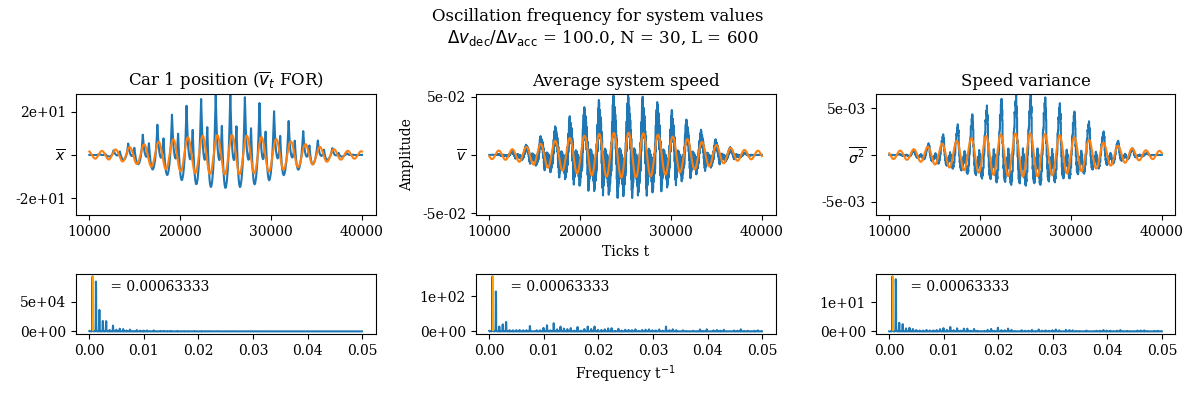 Oscillation frequency for system values
Δv_dec/Δv_acc = 100.0, N = 30, L = 600
Car 1 position (v̅_t FOR)
2e+01
x̅
-2e+01
10000 20000 30000 40000
Average system speed
Amplitude
5e-02
v̅
-5e-02
10000 20000 30000 40000
Ticks t
Speed variance
5e-03
σ²
-5e-03
10000 20000 30000 40000
= 0.00063333
5e+04
0e+00
0.00 0.01 0.02 0.03 0.04 0.05
= 0.00063333
1e+02
0e+00
0.00 0.01 0.02 0.03 0.04 0.05
Frequency t⁻¹
= 0.00063333
1e+01
0e+00
0.00 0.01 0.02 0.03 0.04 0.05